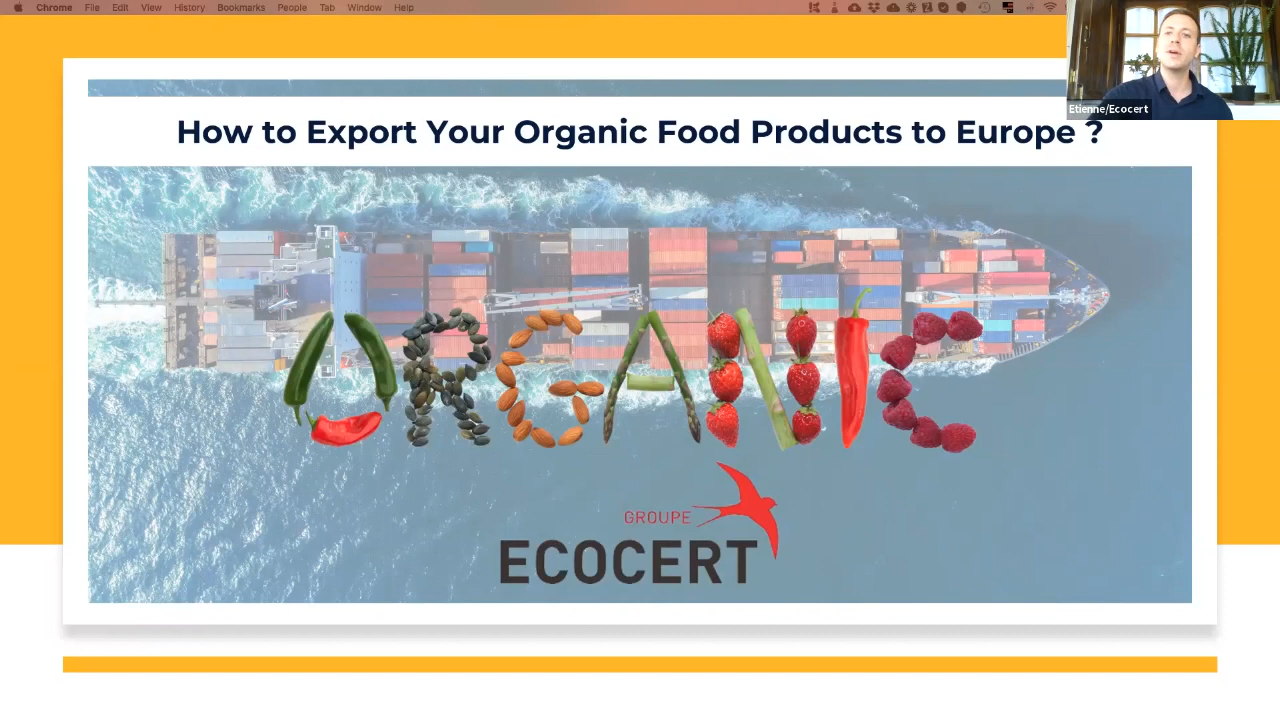 Chrome File Edit View History Bookmarks People Tab Window Help
Etienne/Ecocert
How to Export Your Organic Food Products to Europe ?
ORGANIC
GROUPE
ECOCERT